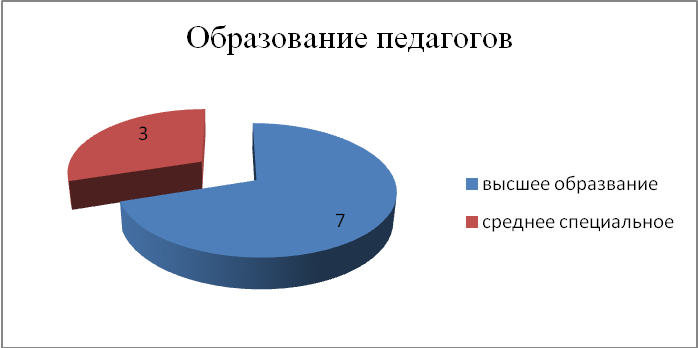 Образование педагогов
3
7
высшее образвание
среднее специальное